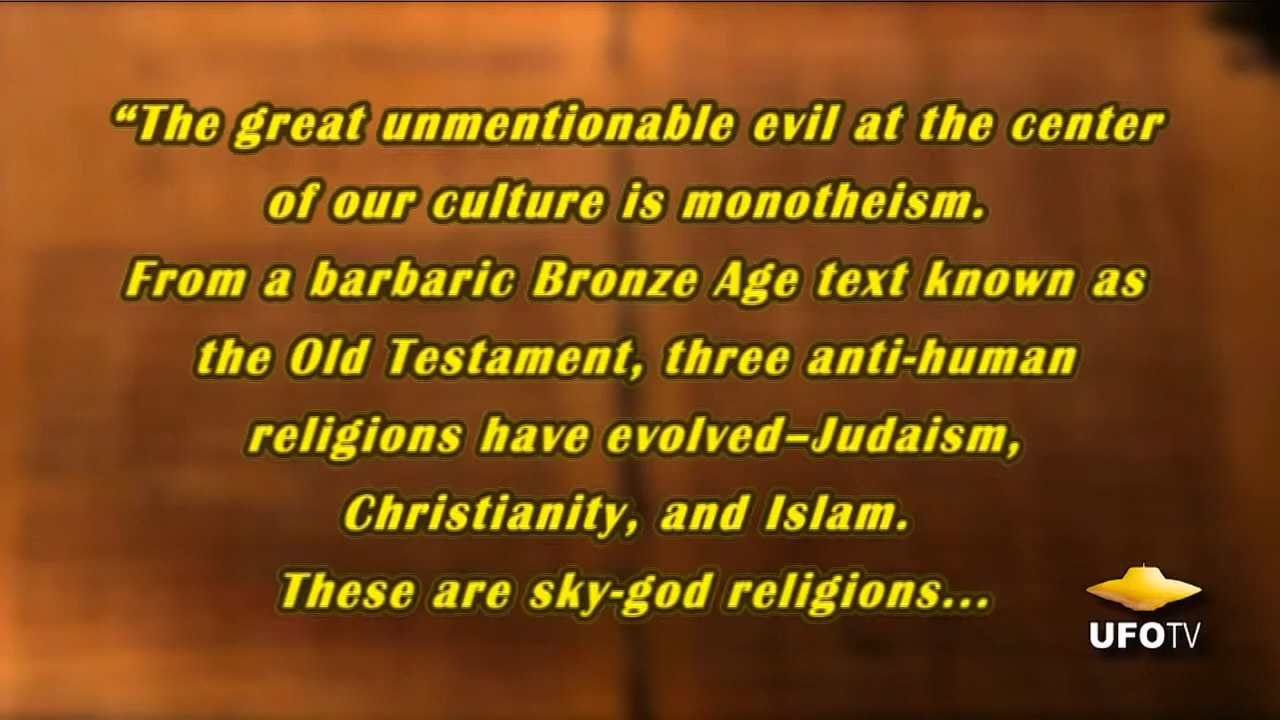 “The great unmentionable evil at the center
of our culture is monotheism.
From a barbaric Bronze Age text known as
the Old Testament, three anti-human
religions have evolved–Judaism,
Christianity, and Islam.
These are sky-god religions...
UFOTV